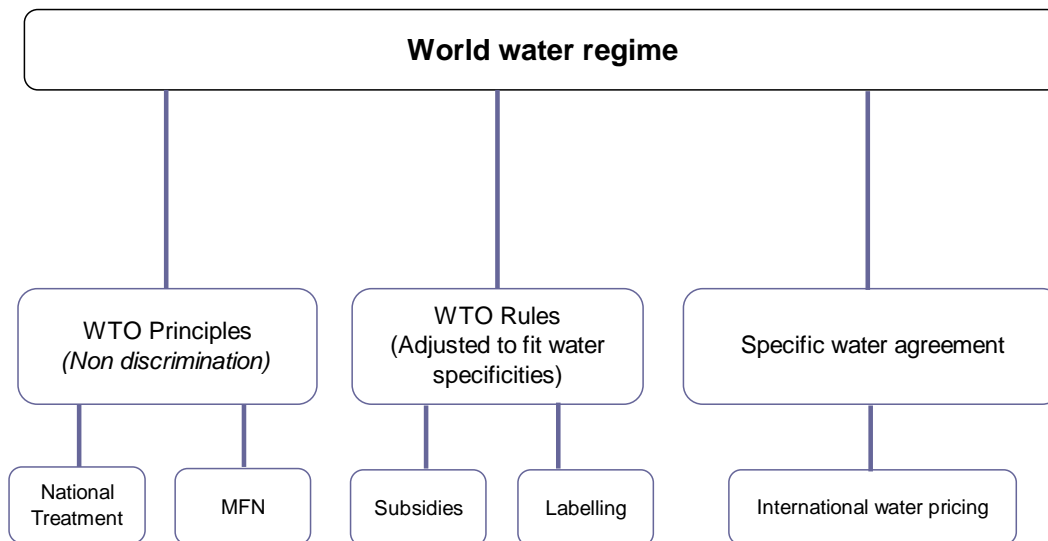 World water regime
WTO Principles
(Non discrimination)
WTO Rules
(Adjusted to fit water
specificities)
Specific water agreement
National
Treatment
MFN
Subsidies
Labelling
International water pricing